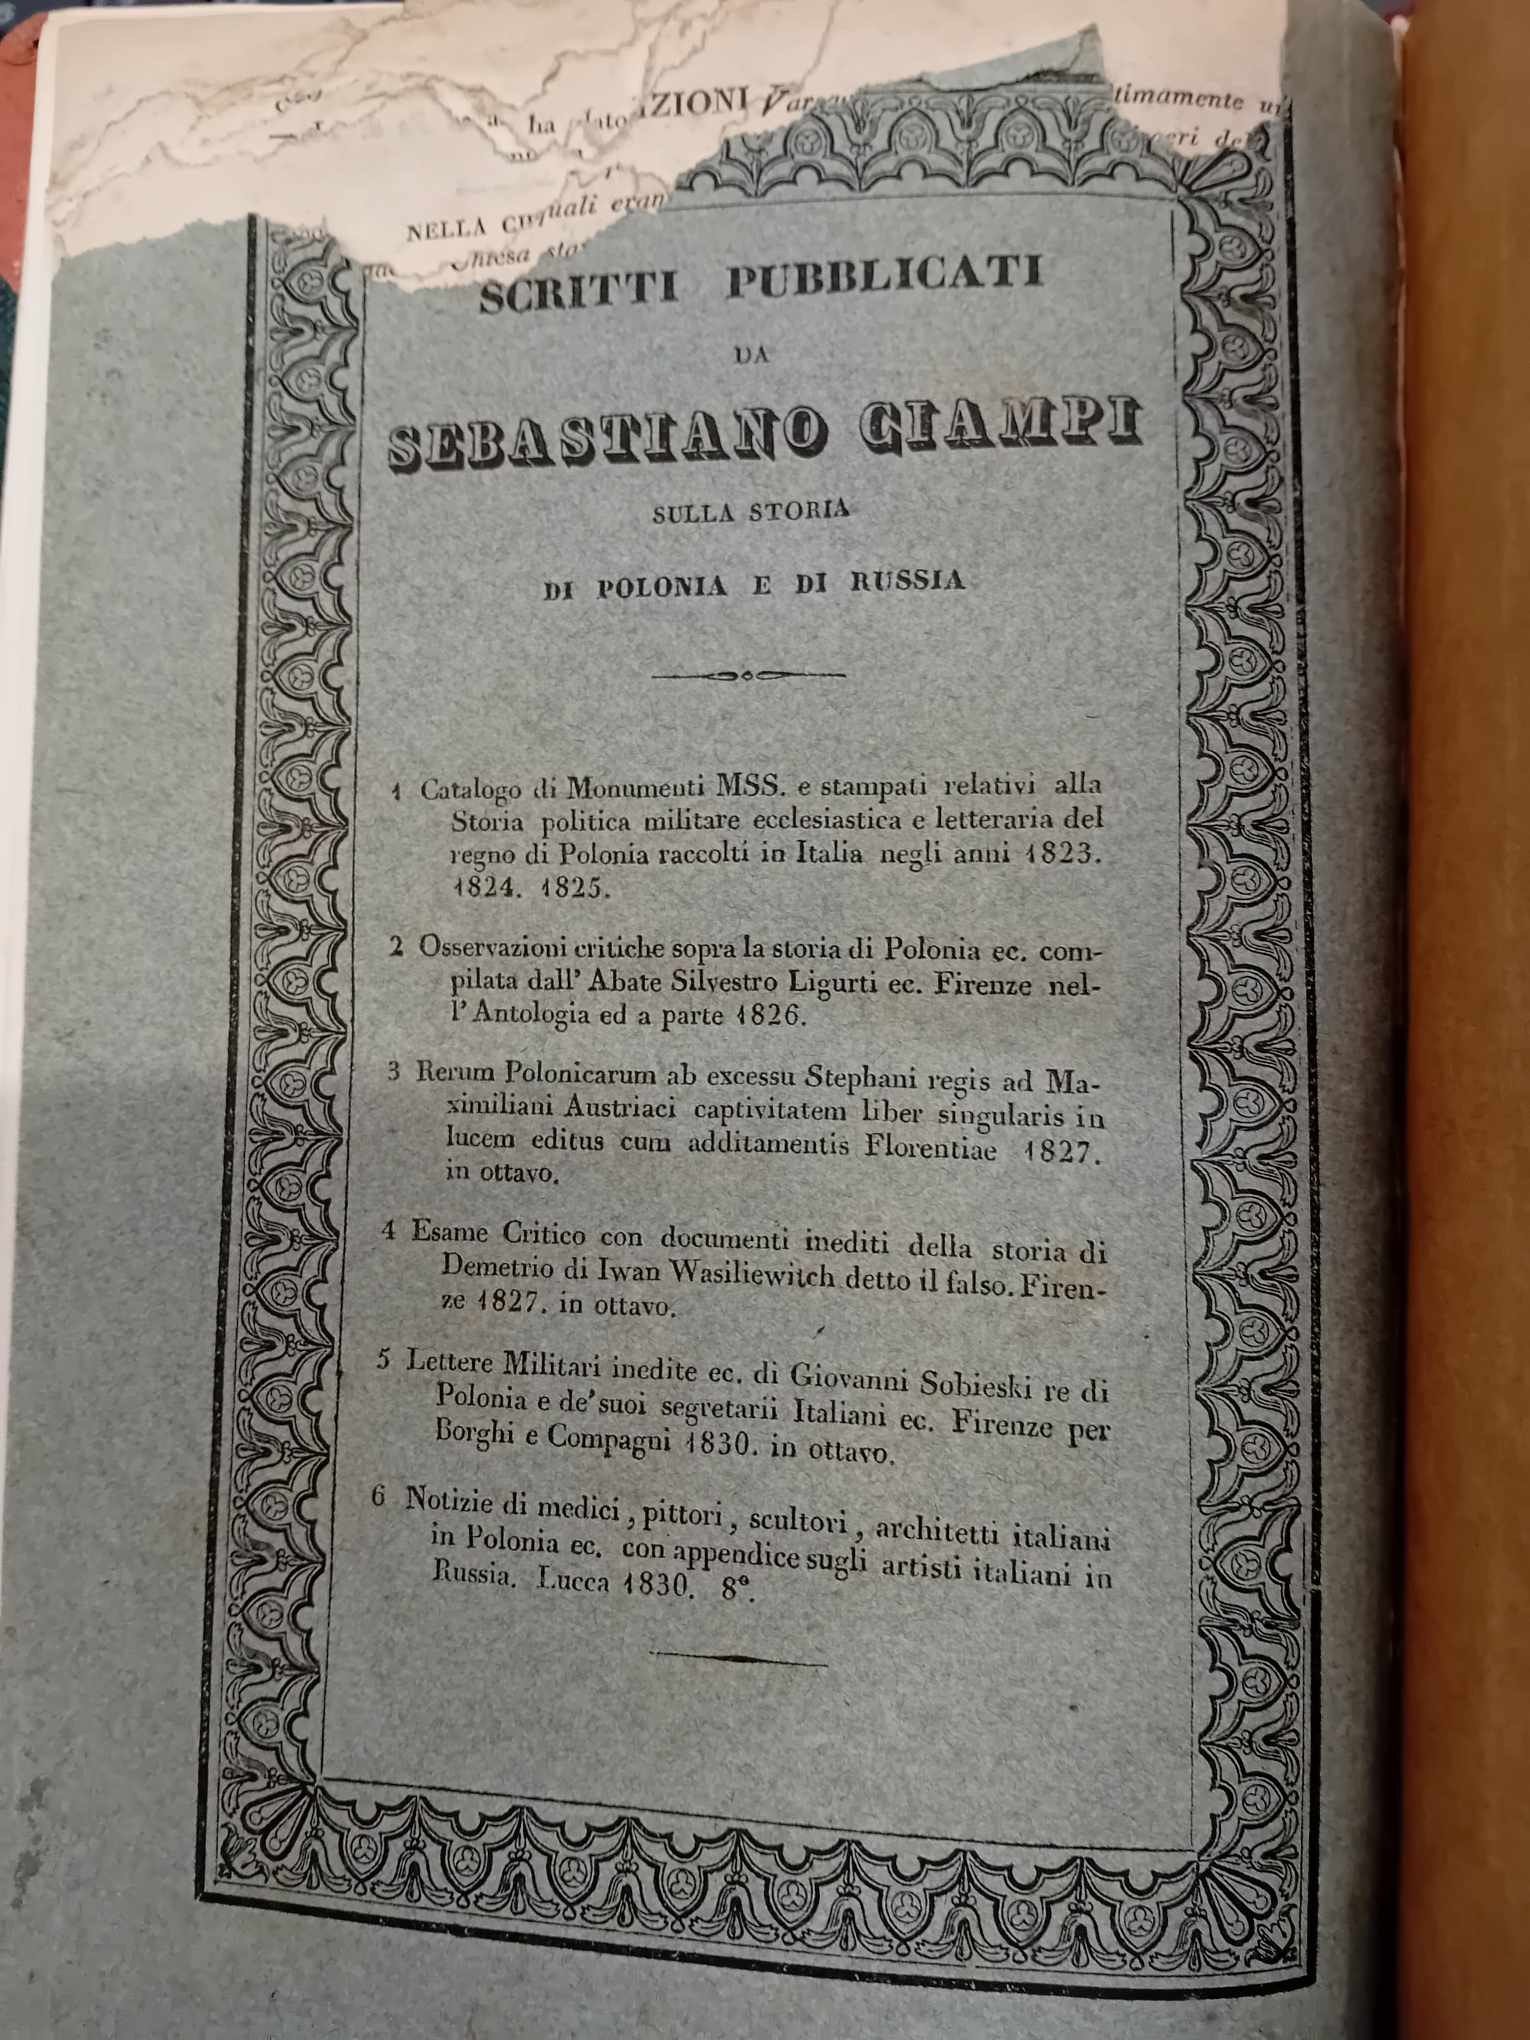 ha dato
IZIONI Var
timamente
NELLA
quali eran
Chiesa
SCRITTI PUBBLICATI
DA
SEBASTIANO CIAMPI
SULLA STORIA
DI POLONIA E DI RUSSIA
1 Catalogo di Monumenti MSS. e stampati relativi alla
Storia politica militare ecclesiastica e letteraria del
regno di Polonia raccolti in Italia negli anni 1823.
1824. 1825.
2 Osservazioni critiche sopra la storia di Polonia ec. com-
pilata dall' Abate Silvestro Ligurti ec. Firenze nel-
l' Antologia ed a parte 1826.
3 Rerum Polonicarum ab excessu Stephani regis ad Ma-
ximiliani Austriaci captivitatem liber singularis in
lucem editus cum additamentis Florentiae 1827.
in ottavo.
4 Esame Critico con documenti inediti della storia di
Demetrio di Iwan Wasiliewitch detto il falso. Firen-
ze 1827. in ottavo.
5 Lettere Militari inedite ec. di Giovanni Sobieski re di
Polonia e de' suoi segretarii Italiani ec. Firenze per
Borghi e Compagni 1830. in ottavo.
6 Notizie di medici, pittori, scultori, architetti italiani
in Polonia ec. con appendice sugli artisti italiani in
Russia. Lucca 1830. 8°.